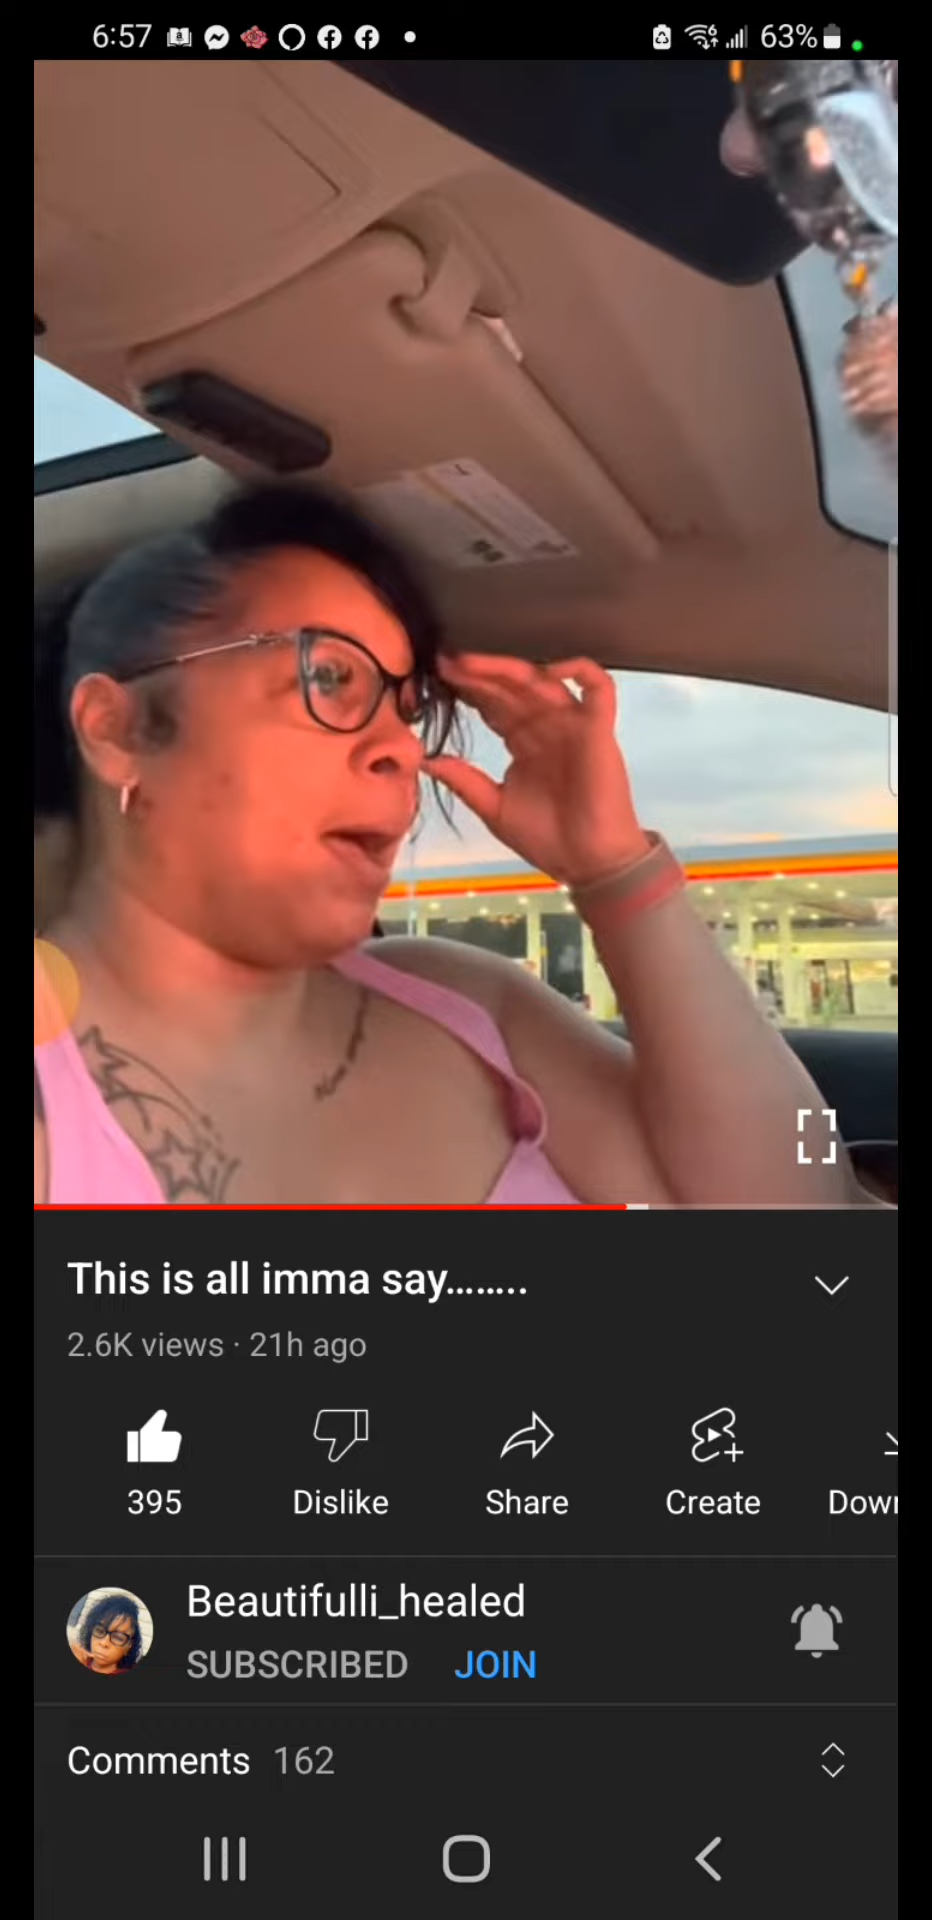 6:57
63%
This is all imma say........
2.6K views · 21h ago
395
Dislike
Share
Create
Down
Beautifulli_healed
SUBSCRIBED
JOIN
Comments 162